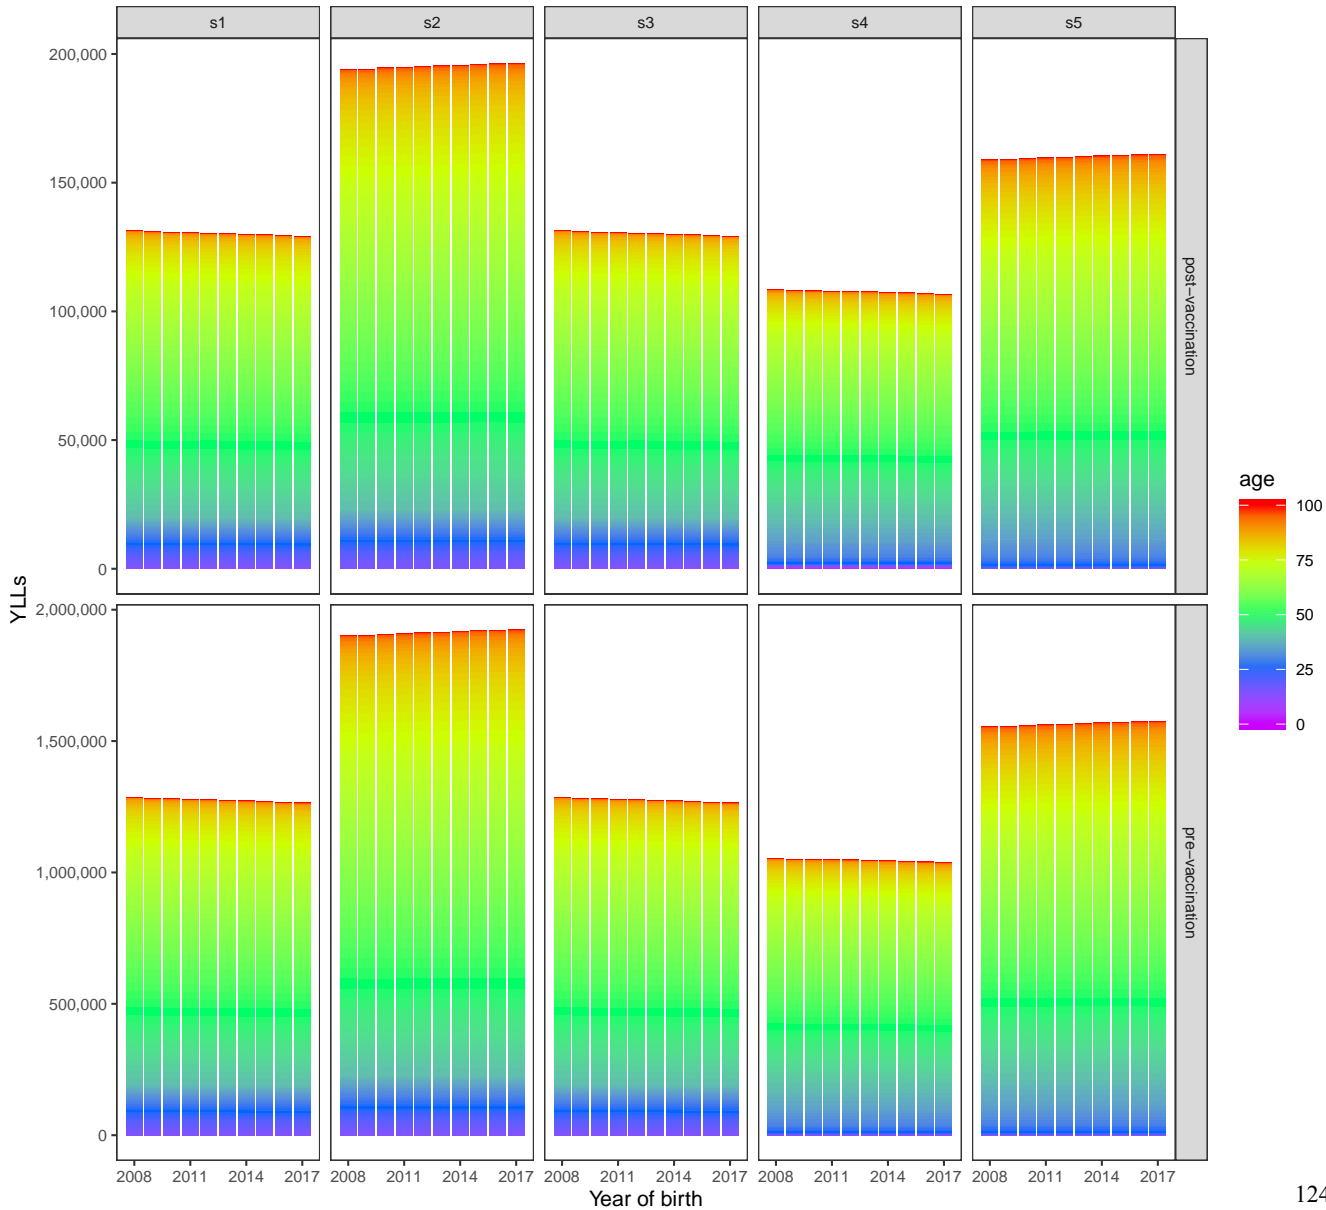 s1 s2 s3 s4 s5
200,000
150,000
100,000
50,000
0
post−vaccination
2,000,000
1,500,000
1,000,000
500,000
0
pre−vaccination
YLLs
2008 2011 2014 2017 2008 2011 2014 2017 2008 2011 2014 2017 2008 2011 2014 2017 2008 2011 2014 2017
Year of birth
age
100
75
50
25
0
124